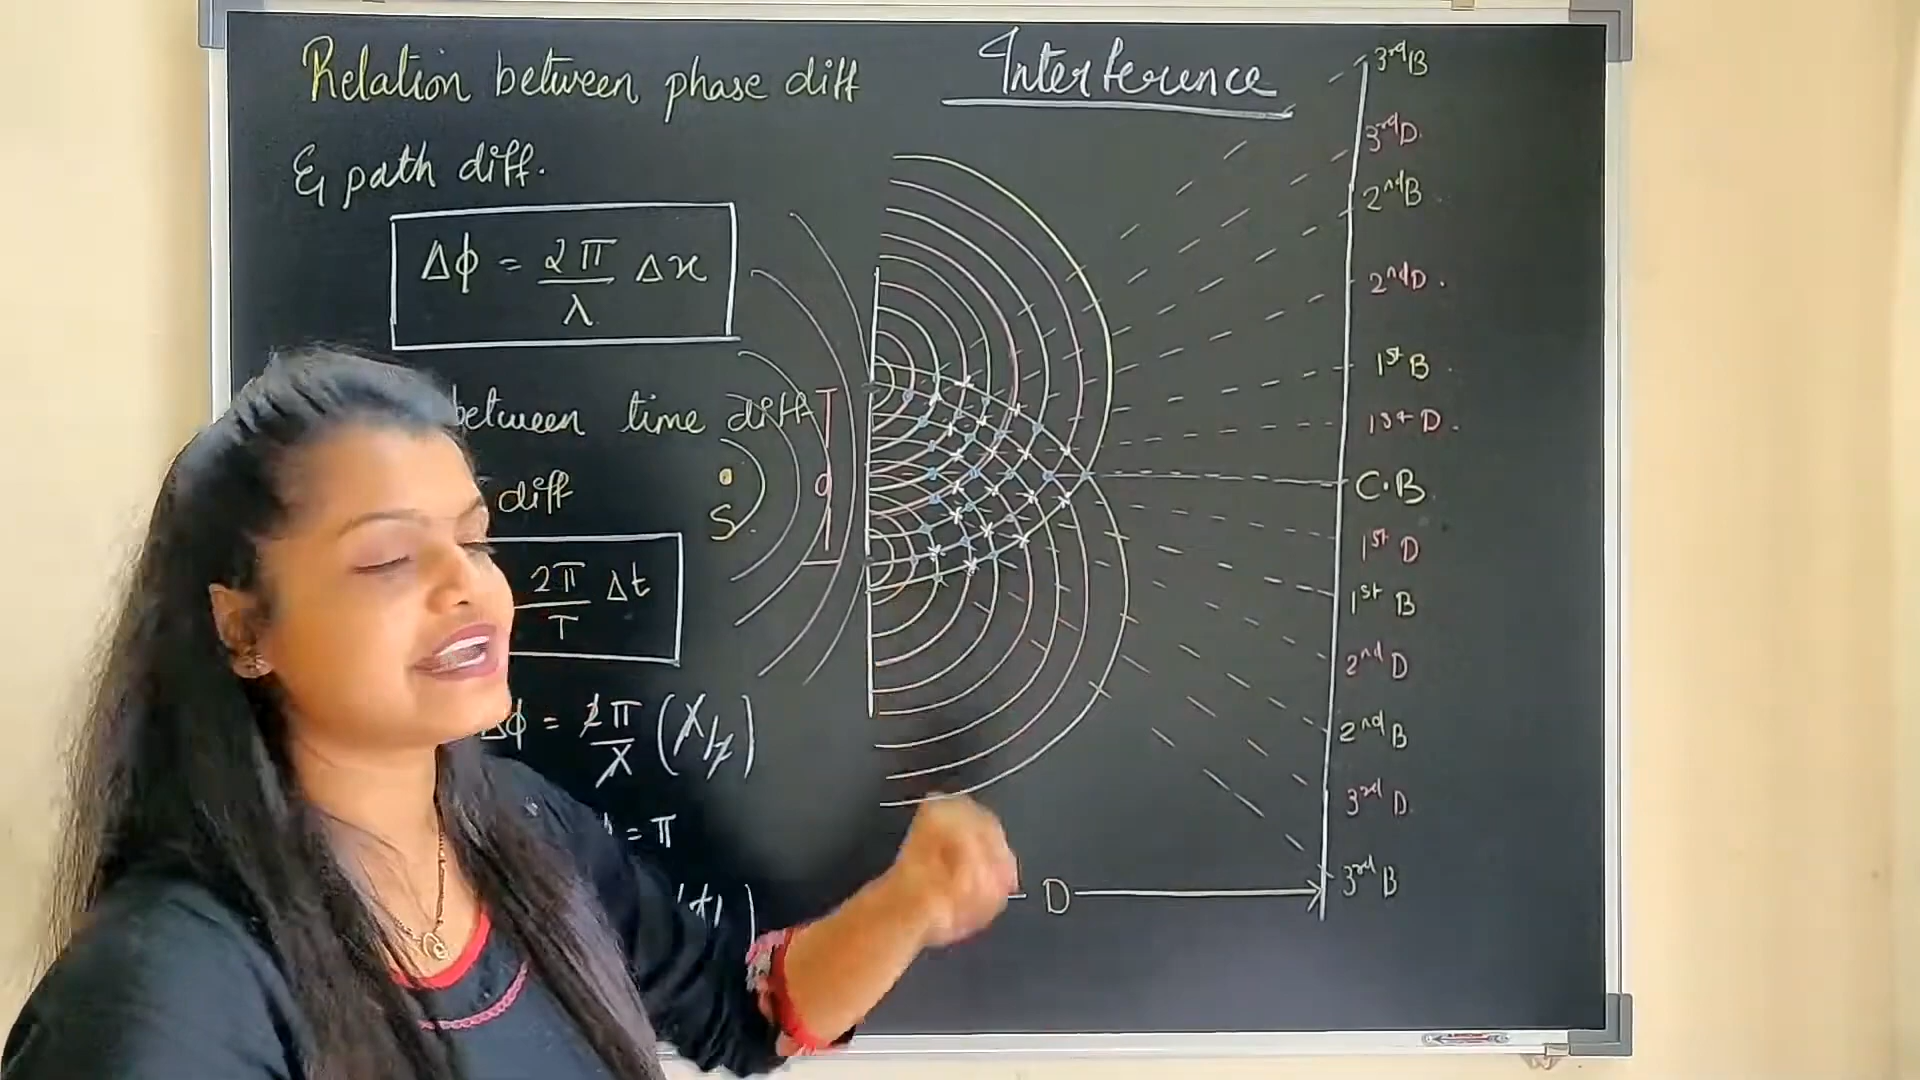 Relation between phase diff
& path diff.
Δϕ = 2π/λ Δx
between time diff
diff
2π/T Δt
Δϕ = 2π/λ (λ/2)
= π
Interference
S
d
D
3rd B
3rd D.
2nd B.
2nd D.
1st B.
1st D.
C.B.
1st D
1st B
2nd D
2nd B
3rd D.
3rd B